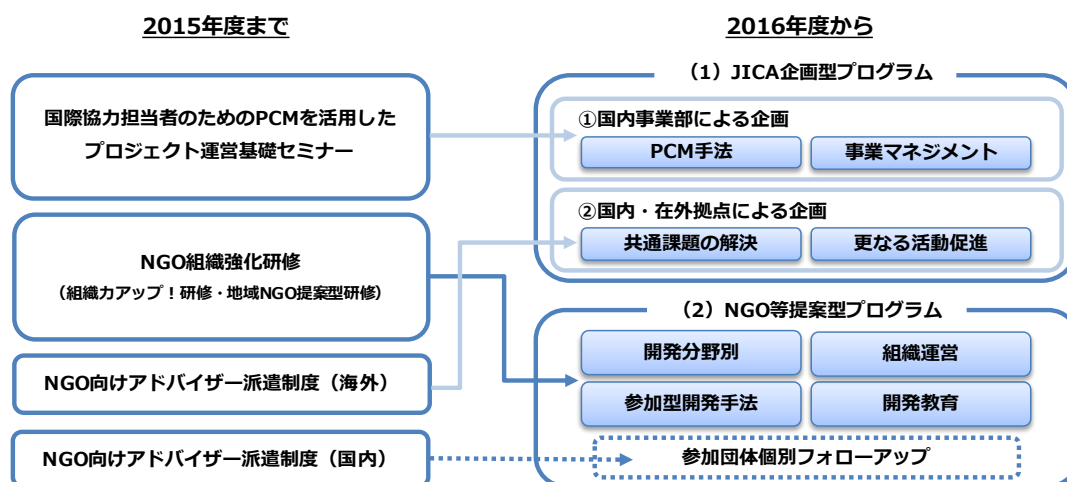 2015年度まで
国際協力担当者のためのPCMを活用した
プロジェクト運営基礎セミナー
NGO組織強化研修
（組織力アップ！研修・地域NGO提案型研修）
NGO向けアドバイザー派遣制度（海外）
NGO向けアドバイザー派遣制度（国内）
2016年度から
（1）JICA企画型プログラム
①国内事業部による企画
PCM手法
事業マネジメント
②国内・在外拠点による企画
共通課題の解決
更なる活動促進
（2）NGO等提案型プログラム
開発分野別
組織運営
参加型開発手法
開発教育
参加団体個別フォローアップ